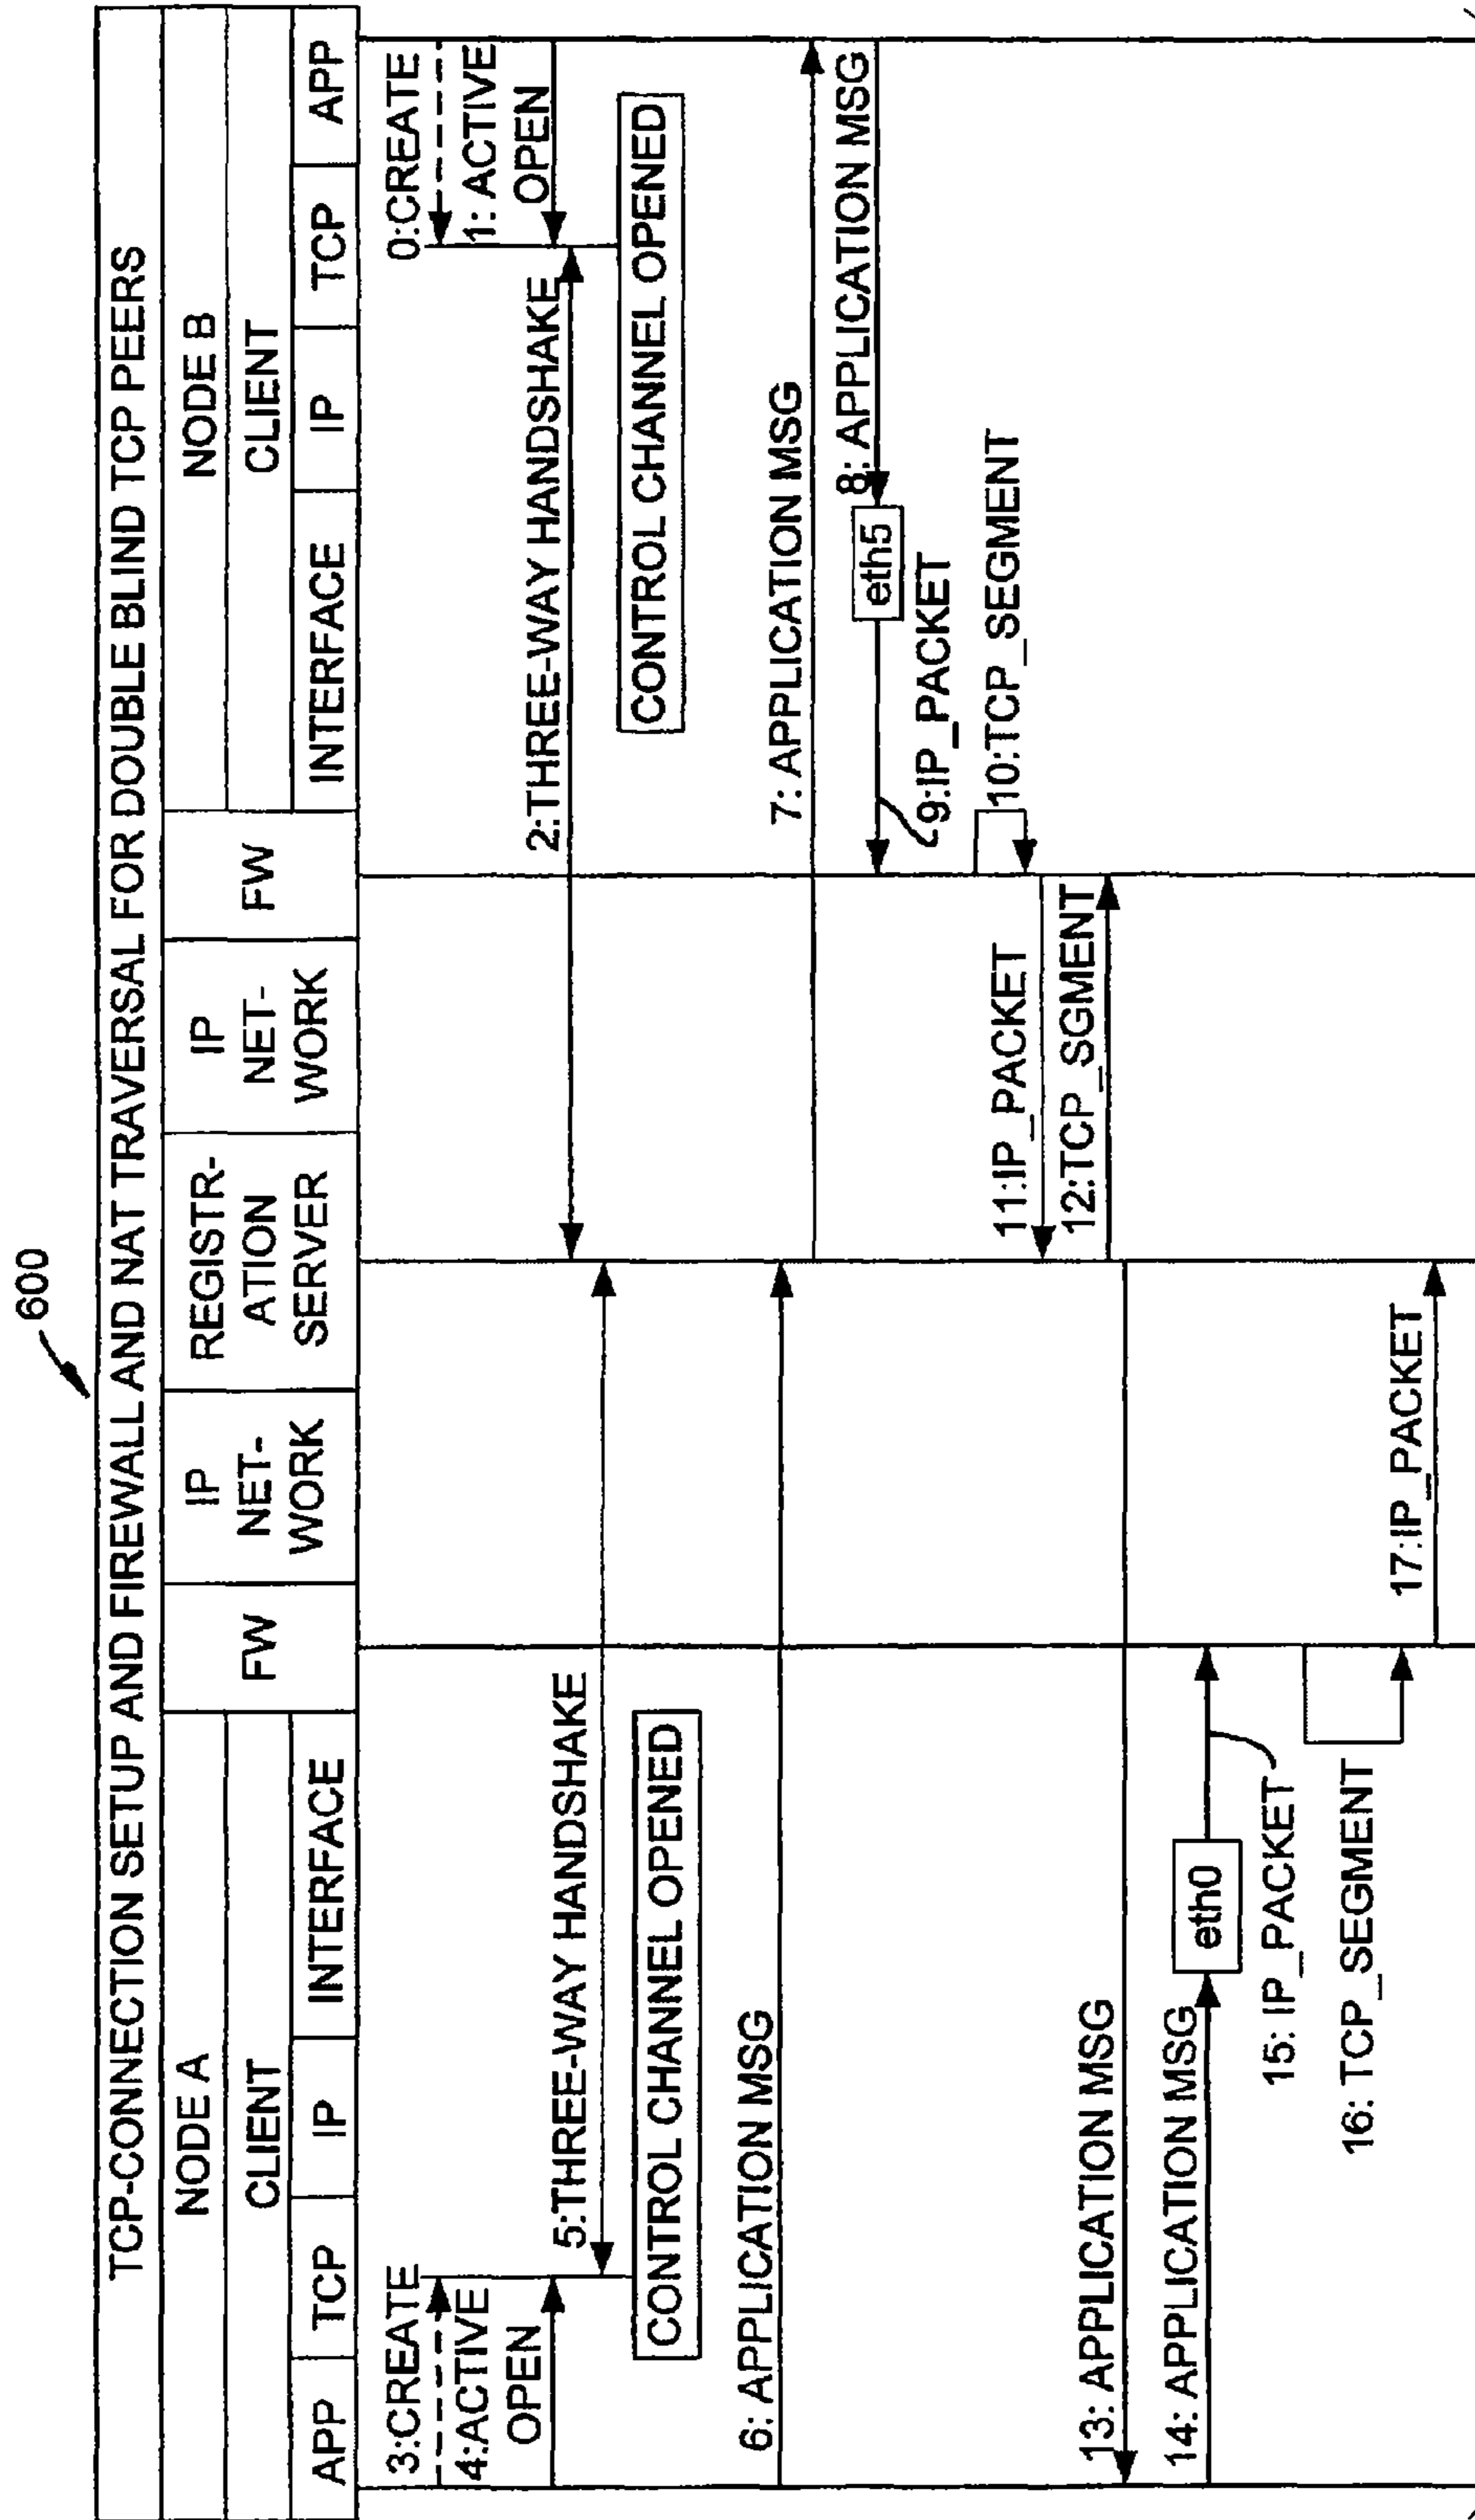 600
TCP-CONNECTION SETUP AND FIREWALL AND NAT TRAVERSAL FOR DOUBLE BLIND TCP PEERS
NODE A
NODE B
CLIENT
CLIENT
APP
TCP
IP
INTERFACE
FW
IP
NET-
WORK
REGISTR-
ATION
SERVER
IP
NET-
WORK
FW
INTERFACE
IP
TCP
APP
3:CREATE
4:ACTIVE
OPEN
0:CREATE
1: ACTIVE
OPEN
2:THREE-WAY HANDSHAKE
5:THREE-WAY HANDSHAKE
CONTROL CHANNEL OPENED
CONTROL CHANNEL OPENED
6: APPLICATION MSG
7: APPLICATION MSG
8: APPLICATION MSG
eth5
9:IP_PACKET
10:TCP_SEGMENT
11:IP_PACKET
12:TCP_SGMENT
13: APPLICATION MSG
14: APPLICATION MSG
eth0
15: IP_PACKET
16: TCP_SEGMENT
17:IP_PACKET